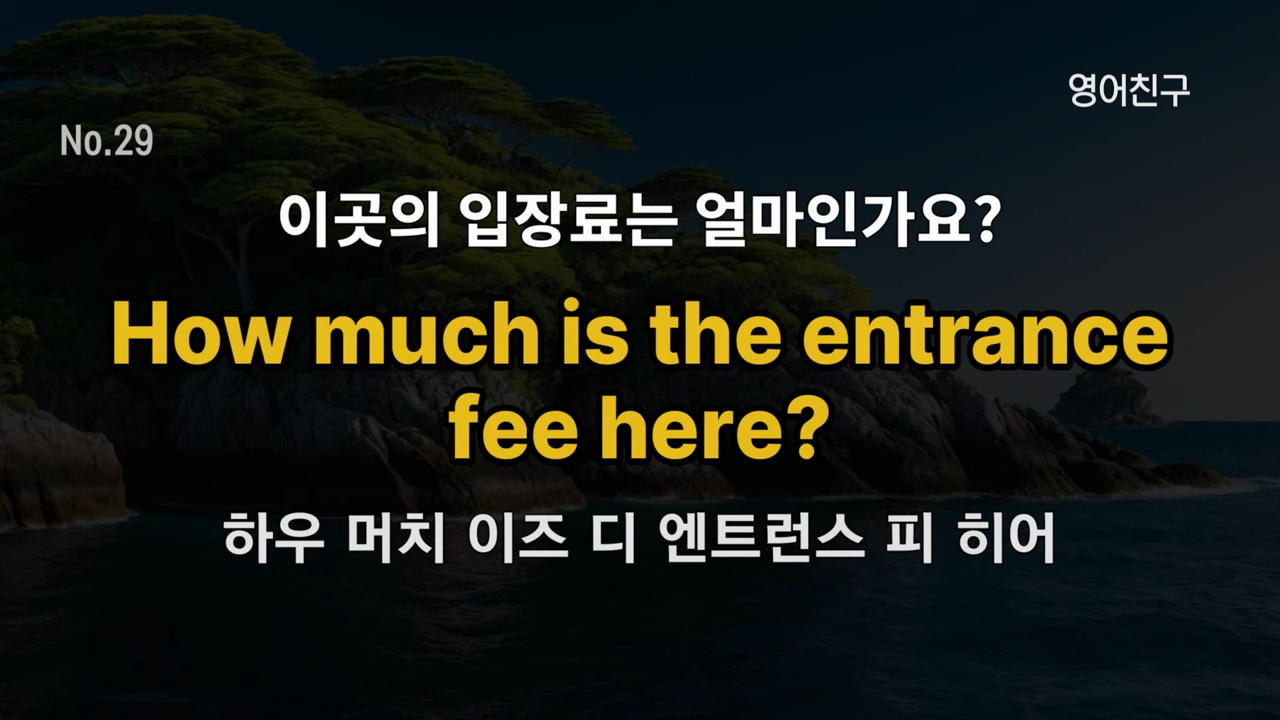 영어친구
No.29
이곳의 입장료는 얼마인가요?
How much is the entrance
fee here?
하우 머치 이즈 디 엔트런스 피 히어